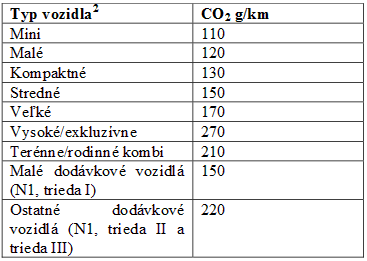 Typ vozidla² CO₂ g/km
Mini 110
Malé 120
Kompaktné 130
Stredné 150
Veľké 170
Vysoké/exkluzívne 270
Terénne/rodinné kombi 210
Malé dodávkové vozidlá 150
(N1, trieda I)
Ostatné dodávkové 220
vozidlá (N1, trieda II a
trieda III)